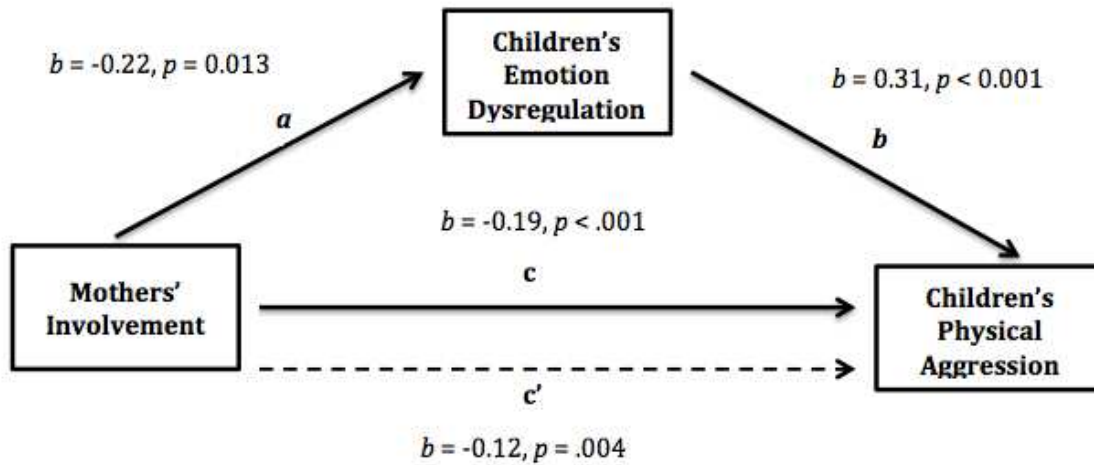 Children’s
Emotion
Dysregulation
b = -0.22, p = 0.013
b = 0.31, p < 0.001
a
b
b = -0.19, p < .001
c
Mothers’
Involvement
Children’s
Physical
Aggression
c’
b = -0.12, p = .004